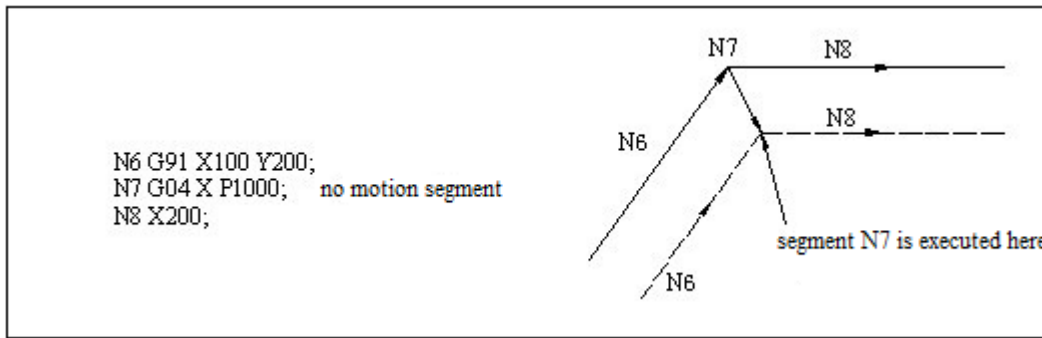 N7
N8
N8
N6
N6 G91 X100 Y200;
N7 G04 X P1000; no motion segment
N8 X200;
segment N7 is executed here
N6